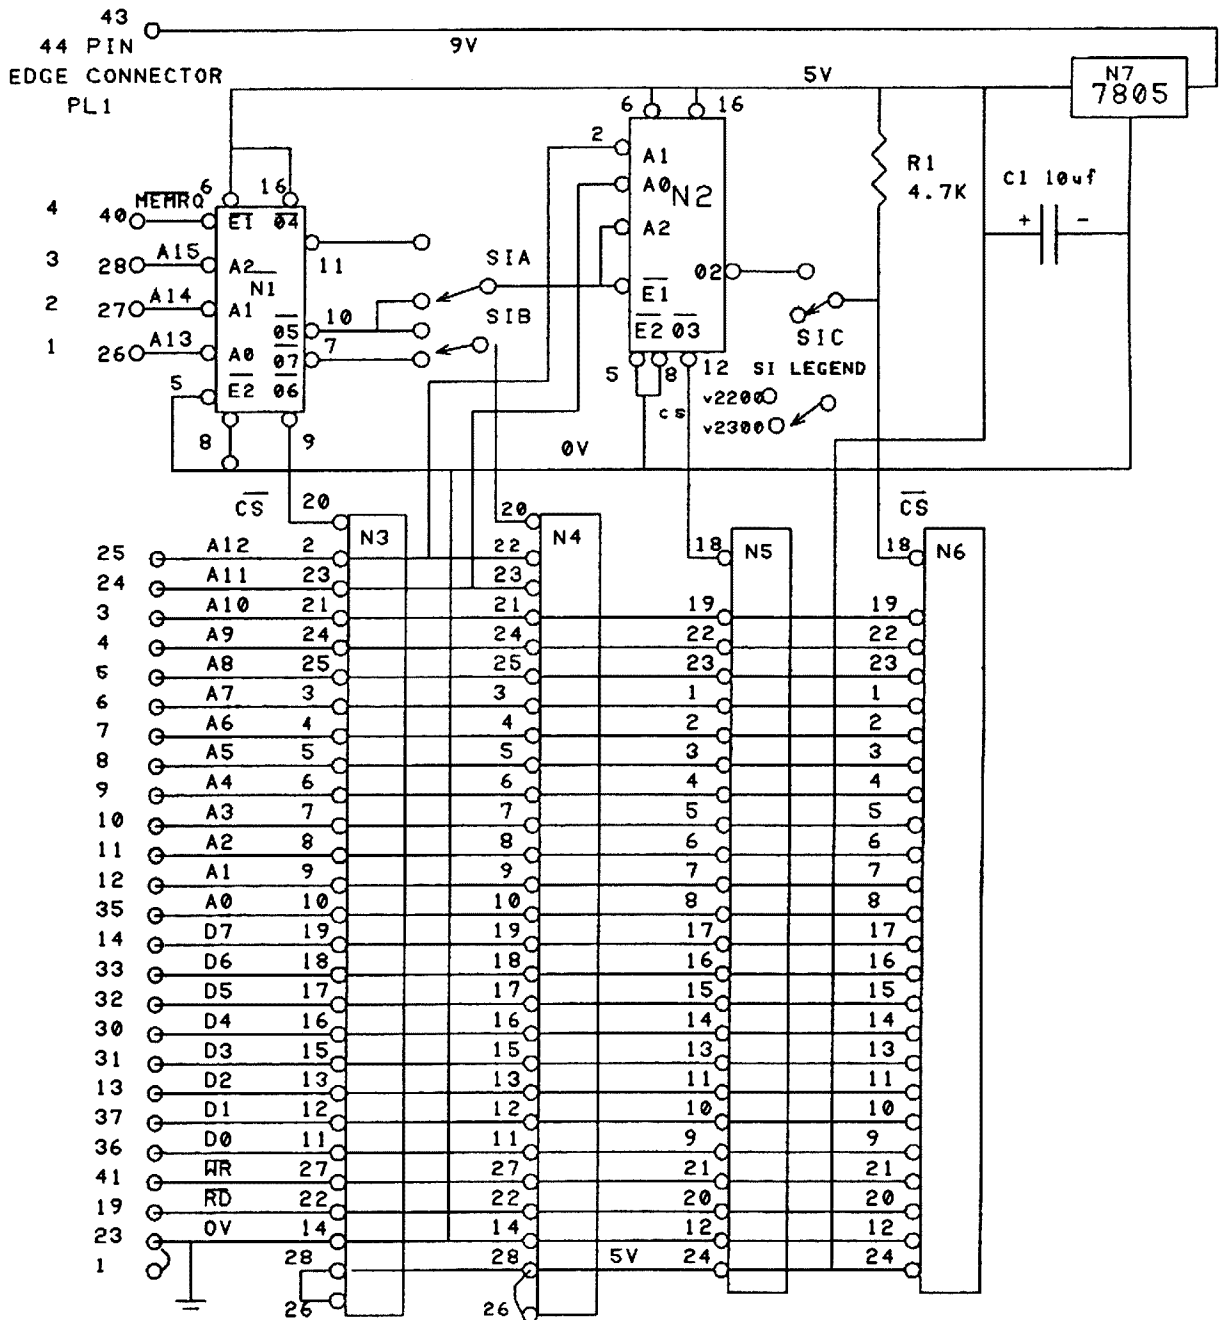 43
44 PIN
EDGE CONNECTOR
PL1
9V
5V
N7
7805
6 16
2 A1
A0 N2
A2
E1
02
E2 03
5 8 12
cs
R1
4.7K
C1 10uf
+ -
4 40 MEMRQ 6 16
E1 04
3 28 A15 A2 11
N1
2 27 A14 A1
05 10
1 26 A13 A0 07 7
5 E2 06
8 9
SIA
SIB
SIC
SI LEGEND
v2200
v2300
0V
CS 20 N3 20 N4 18 N5 CS 18 N6
25 A12 2 22
24 A11 23 23
3 A10 21 21 19 19
4 A9 24 24 22 22
5 A8 25 25 23 23
6 A7 3 3 1 1
7 A6 4 4 2 2
8 A5 5 5 3 3
9 A4 6 6 4 4
10 A3 7 7 5 5
11 A2 8 8 6 6
12 A1 9 9 7 7
35 A0 10 10 8 8
14 D7 19 19 17 17
33 D6 18 18 16 16
32 D5 17 17 15 15
30 D4 16 16 14 14
31 D3 15 15 13 13
13 D2 13 13 11 11
37 D1 12 12 10 10
36 D0 11 11 9 9
41 WR 27 27 21 21
19 RD 22 22 20 20
23 0V 14 14 12 12
1 28 28 5V 24 24
26 26